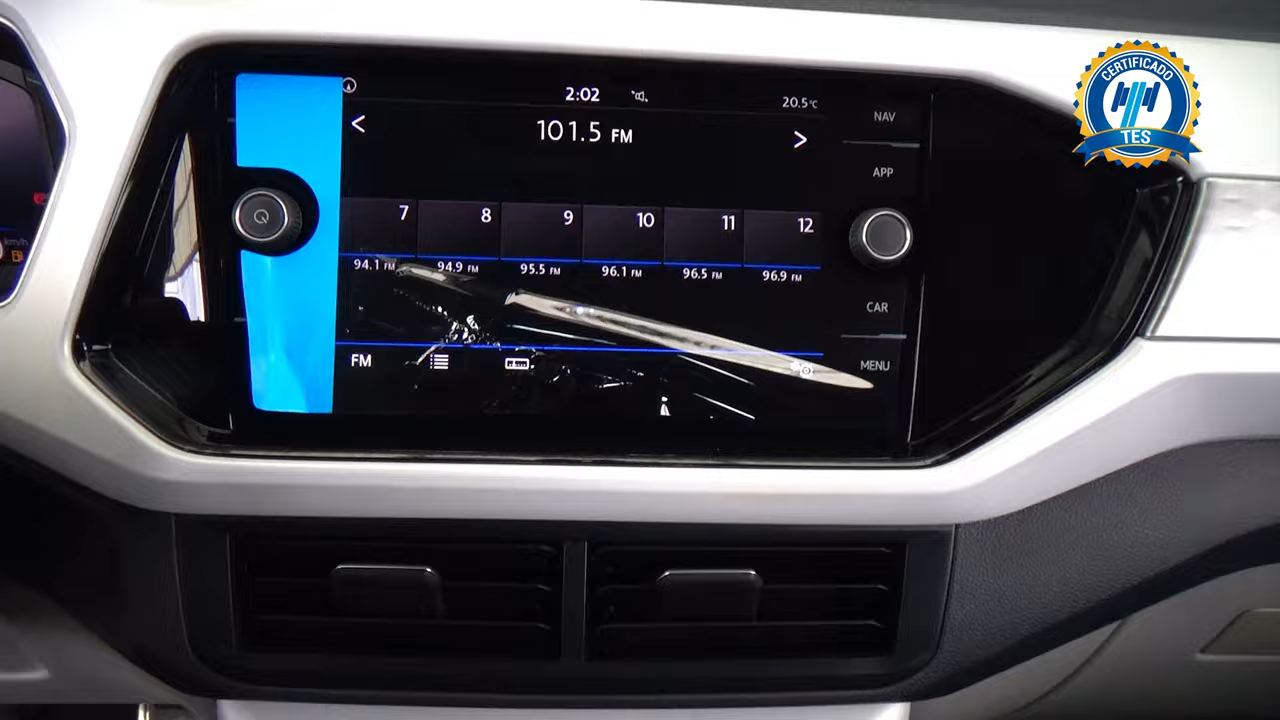 CERTIFICADO
TES
2:02
20.5°C
NAV
< 101.5 FM >
APP
7 8 9 10 11 12
94.1 FM 94.9 FM 95.5 FM 96.1 FM 96.5 FM 96.9 FM
km/h
CAR
FM
MENU